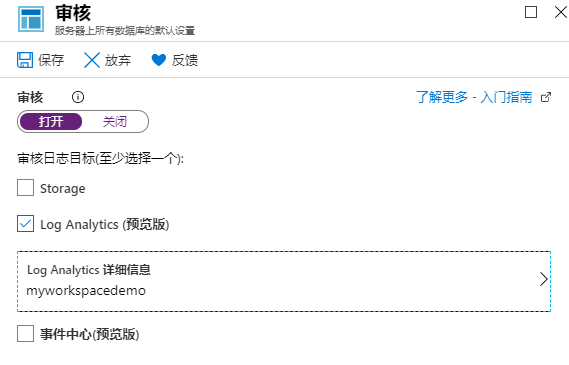 审核
服务器上所有数据库的默认设置
保存 放弃 反馈
审核 了解更多 - 入门指南
打开 关闭
审核日志目标(至少选择一个):
Storage
Log Analytics (预览版)
Log Analytics 详细信息
myworkspacedemo
事件中心(预览版)